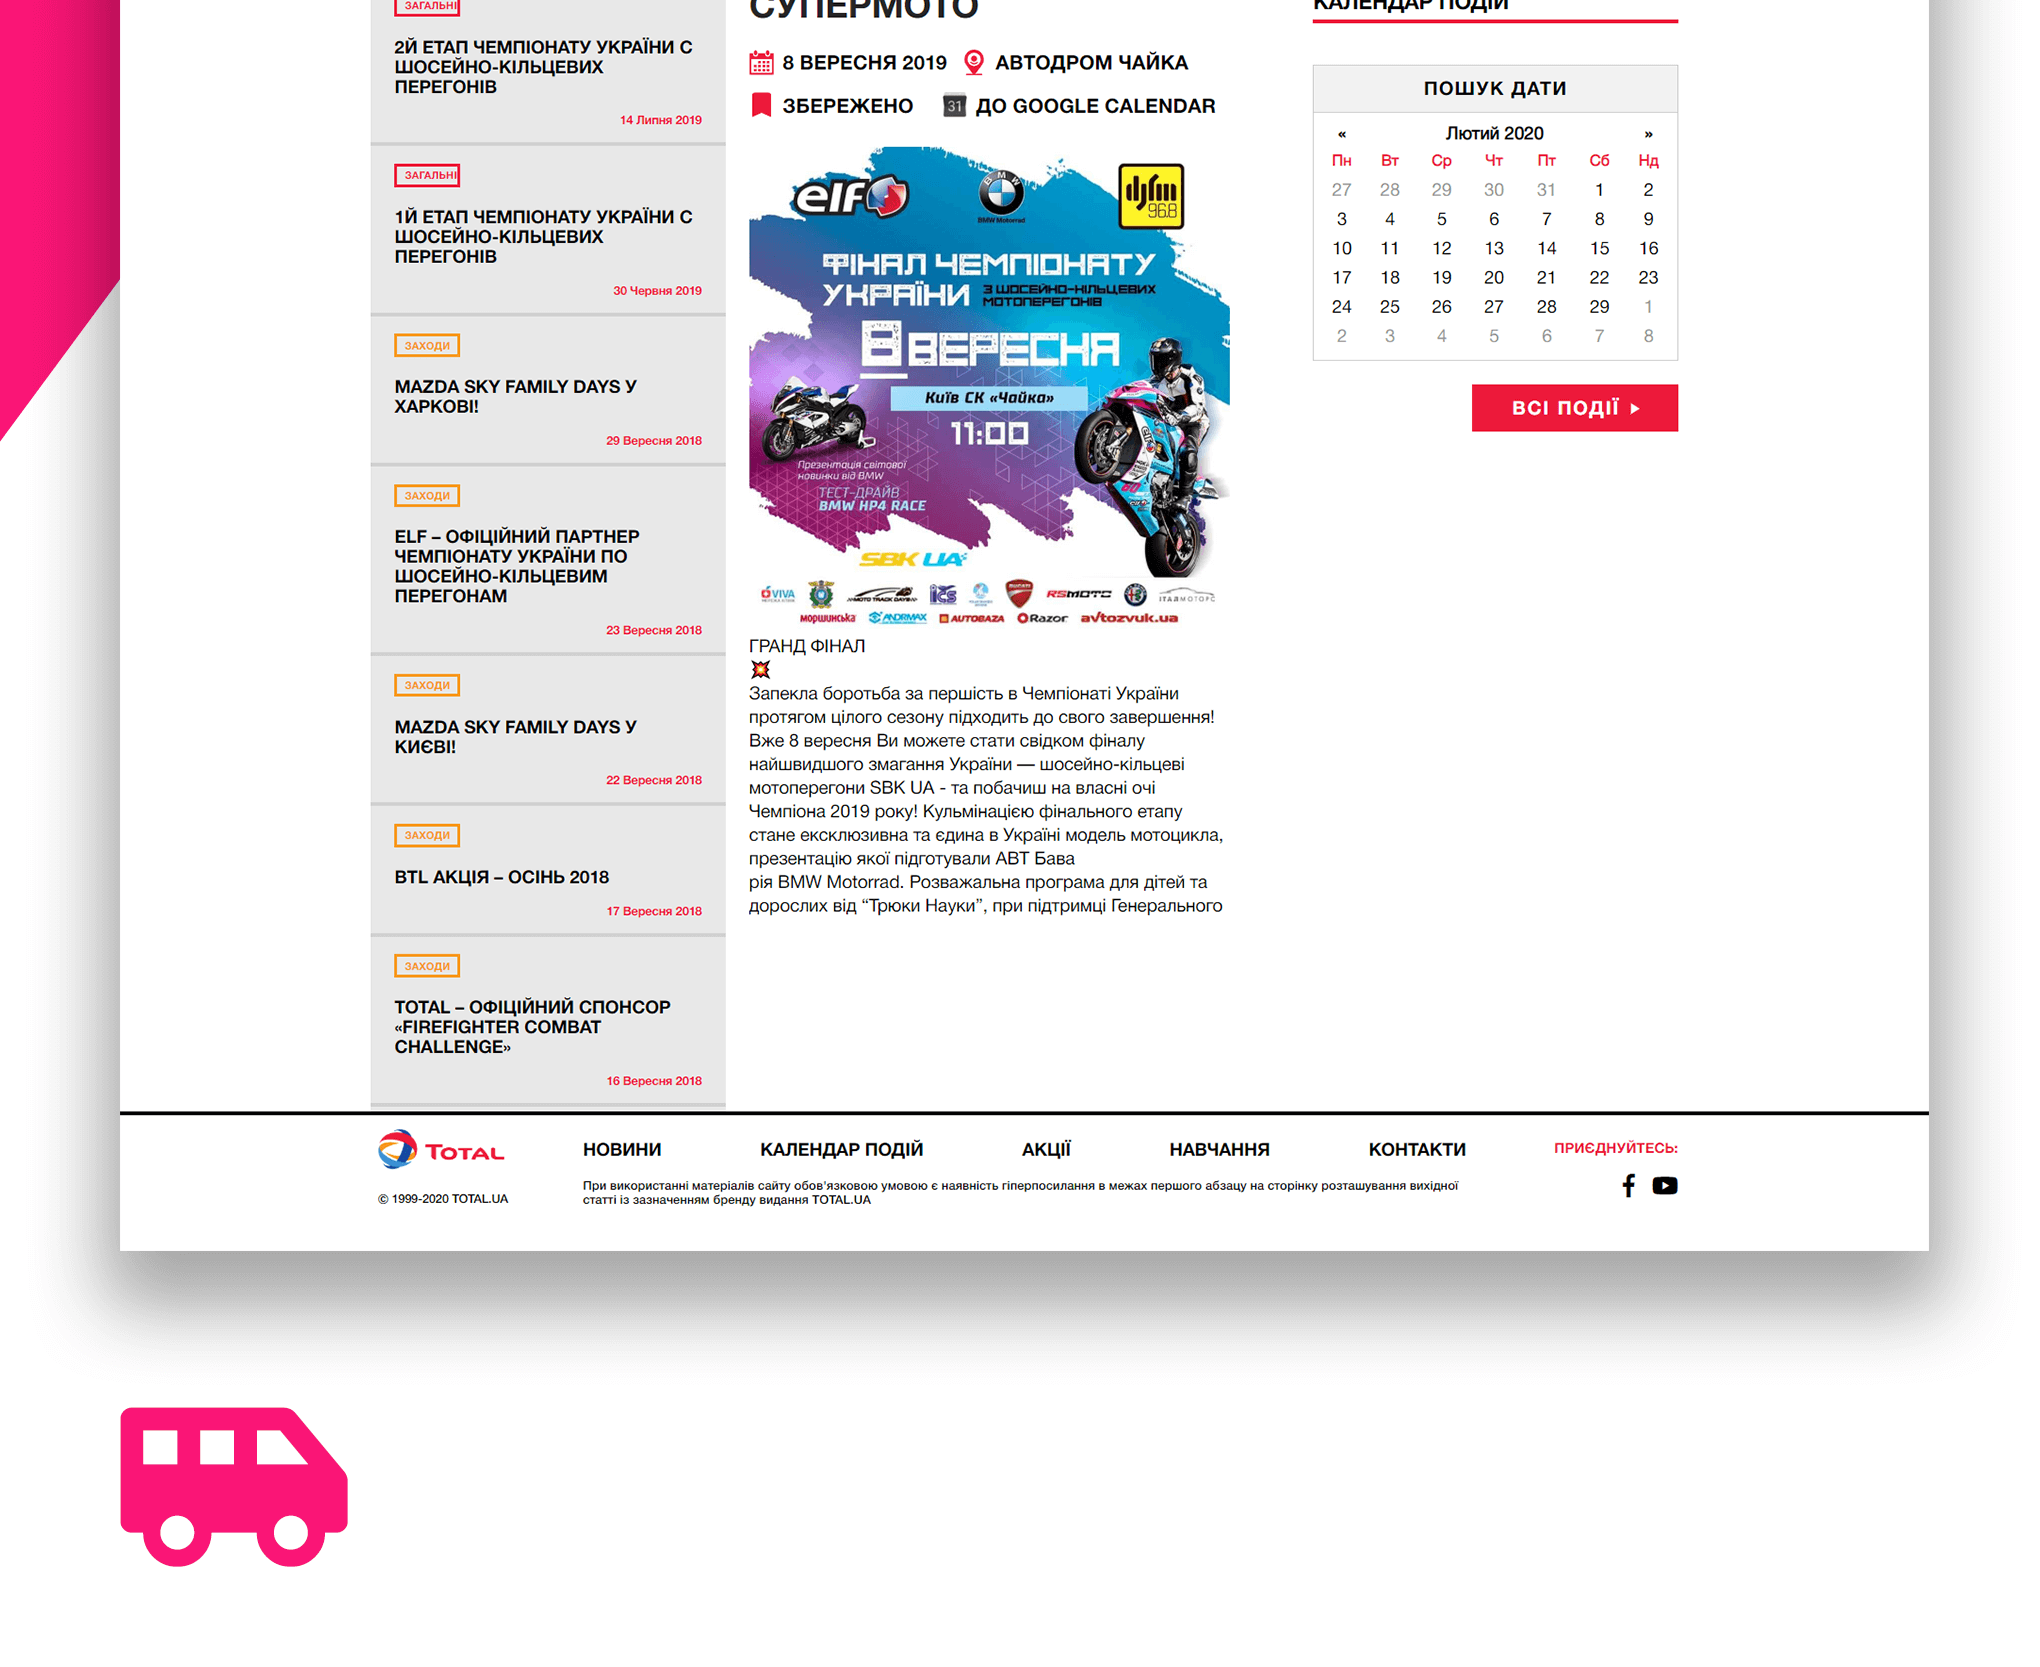 ЗАГАЛЬНІ
2Й ЕТАП ЧЕМПІОНАТУ УКРАЇНИ С
ШОСЕЙНО-КІЛЬЦЕВИХ
ПЕРЕГОНІВ
14 Липня 2019
ЗАГАЛЬНІ
1Й ЕТАП ЧЕМПІОНАТУ УКРАЇНИ С
ШОСЕЙНО-КІЛЬЦЕВИХ
ПЕРЕГОНІВ
30 Червня 2019
ЗАХОДИ
MAZDA SKY FAMILY DAYS У
ХАРКОВІ!
29 Вересня 2018
ЗАХОДИ
ELF – ОФІЦІЙНИЙ ПАРТНЕР
ЧЕМПІОНАТУ УКРАЇНИ ПО
ШОСЕЙНО-КІЛЬЦЕВИМ
ПЕРЕГОНАМ
23 Вересня 2018
ЗАХОДИ
MAZDA SKY FAMILY DAYS У
КИЄВІ!
22 Вересня 2018
ЗАХОДИ
BTL АКЦІЯ – ОСІНЬ 2018
17 Вересня 2018
ЗАХОДИ
TOTAL – ОФІЦІЙНИЙ СПОНСОР
«FIREFIGHTER COMBAT
CHALLENGE»
16 Вересня 2018
СУПЕРМОТО
8 ВЕРЕСНЯ 2019 АВТОДРОМ ЧАЙКА
ЗБЕРЕЖЕНО 31 ДО GOOGLE CALENDAR
elf BMW BMW Motorrad djfm 96.8
ФІНАЛ ЧЕМПІОНАТУ
УКРАЇНИ З ШОСЕЙНО-КІЛЬЦЕВИХ
МОТОПЕРЕГОНІВ
8 ВЕРЕСНЯ
Київ СК «Чайка»
11:00
Презентація світової
новинки від BMW
ТЕСТ-ДРАЙВ
BMW HP4 RACE
SBK UA
VIVA MOTO TRACK DAYS ICS DUCATI RSMOTO ІТАЛМОТОРС
МОРШИНСЬКА ANDRMAX AUTOBAZA Razor avtozvuk.ua
ГРАНД ФІНАЛ
💥
Запекла боротьба за першість в Чемпіонаті України
протягом цілого сезону підходить до свого завершення!
Вже 8 вересня Ви можете стати свідком фіналу
найшвидшого змагання України — шосейно-кільцеві
мотоперегони SBK UA - та побачиш на власні очі
Чемпіона 2019 року! Кульмінацією фінального етапу
стане ексклюзивна та єдина в Україні модель мотоцикла,
презентацію якої підготували АВТ Бава
рія BMW Motorrad. Розважальна програма для дітей та
дорослих від “Трюки Науки”, при підтримці Генерального
КАЛЕНДАР ПОДІЙ
ПОШУК ДАТИ
« Лютий 2020 »
Пн Вт Ср Чт Пт Сб Нд
27 28 29 30 31 1 2
3 4 5 6 7 8 9
10 11 12 13 14 15 16
17 18 19 20 21 22 23
24 25 26 27 28 29 1
2 3 4 5 6 7 8
ВСІ ПОДІЇ
TOTAL
© 1999-2020 TOTAL.UA
НОВИНИ КАЛЕНДАР ПОДІЙ АКЦІЇ НАВЧАННЯ КОНТАКТИ
При використанні матеріалів сайту обов'язковою умовою є наявність гіперпосилання в межах першого абзацу на сторінку розташування вихідної
статті із зазначенням бренду видання TOTAL.UA
ПРИЄДНУЙТЕСЬ: